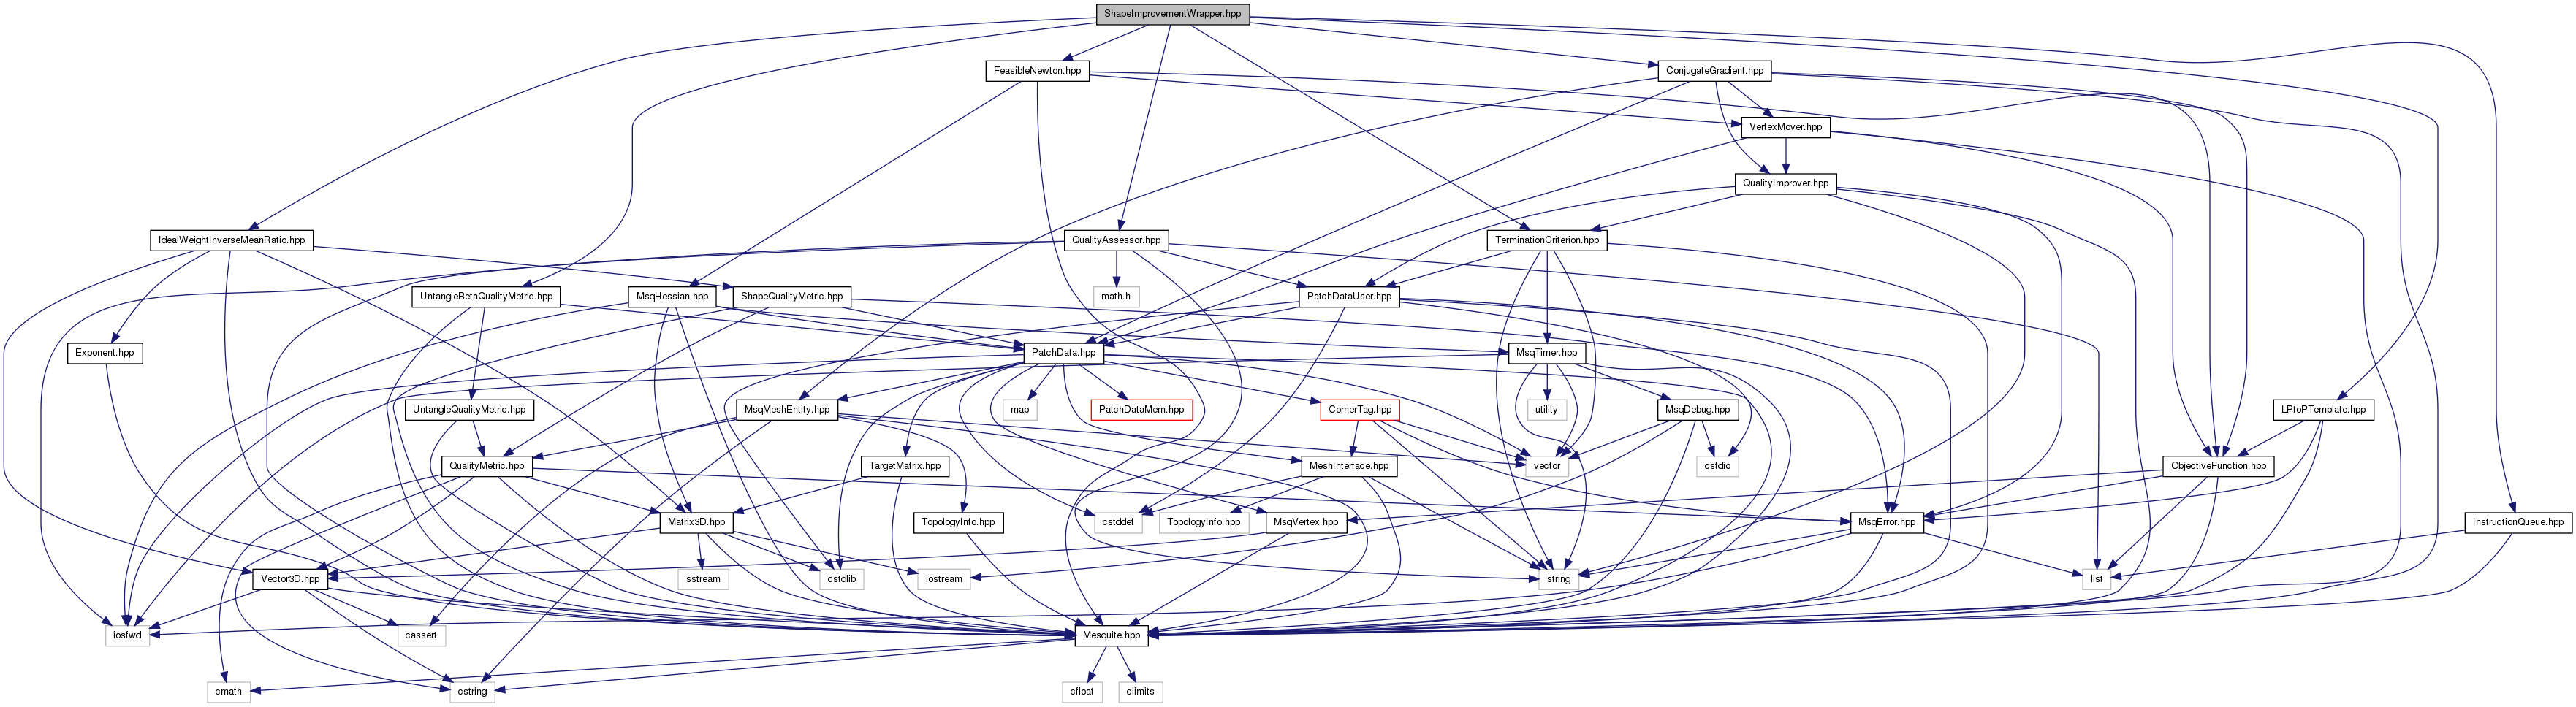 ShapeImprovementWrapper.hpp
FeasibleNewton.hpp
ConjugateGradient.hpp
VertexMover.hpp
QualityImprover.hpp
IdealWeightInverseMeanRatio.hpp
QualityAssessor.hpp
TerminationCriterion.hpp
UntangleBetaQualityMetric.hpp
MsqHessian.hpp
ShapeQualityMetric.hpp
math.h
PatchDataUser.hpp
Exponent.hpp
PatchData.hpp
MsqTimer.hpp
UntangleQualityMetric.hpp
MsqMeshEntity.hpp
map
PatchDataMem.hpp
CornerTag.hpp
utility
MsqDebug.hpp
LPtoPTemplate.hpp
QualityMetric.hpp
TargetMatrix.hpp
MeshInterface.hpp
vector
cstdio
ObjectiveFunction.hpp
Matrix3D.hpp
TopologyInfo.hpp
cstddef
TopologyInfo.hpp
MsqVertex.hpp
MsqError.hpp
InstructionQueue.hpp
Vector3D.hpp
sstream
cstdlib
iostream
string
list
iosfwd
cassert
Mesquite.hpp
cmath
cstring
cfloat
climits